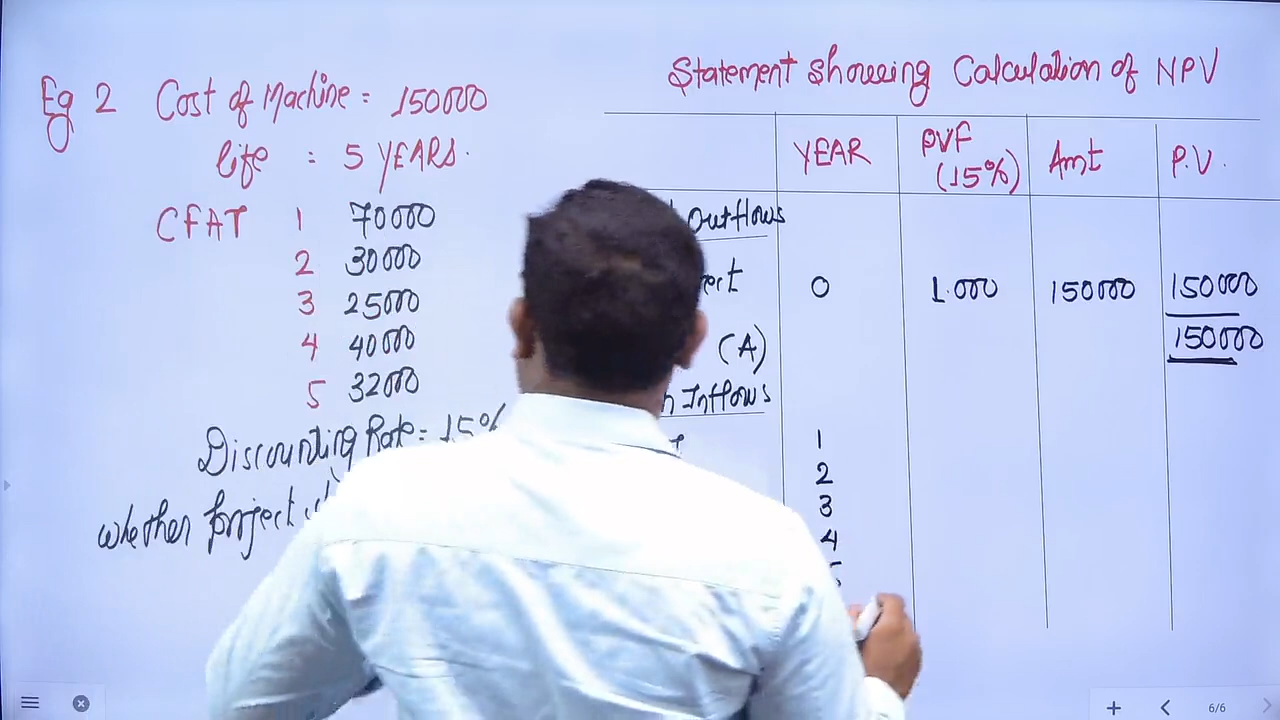 Eg 2 Cost of Machine = 150000
life : 5 YEARS.
CFAT 1 70000
2 30000
3 25000
4 40000
5 32000
Discounting Rate = 15%
whether project
Statement showing Calculation of NPV
YEAR PVF (15%) Amt P.V.
Outflows
0 1.000 150000 150000
(A) 150000
Inflows
1
2
3
4
6/6